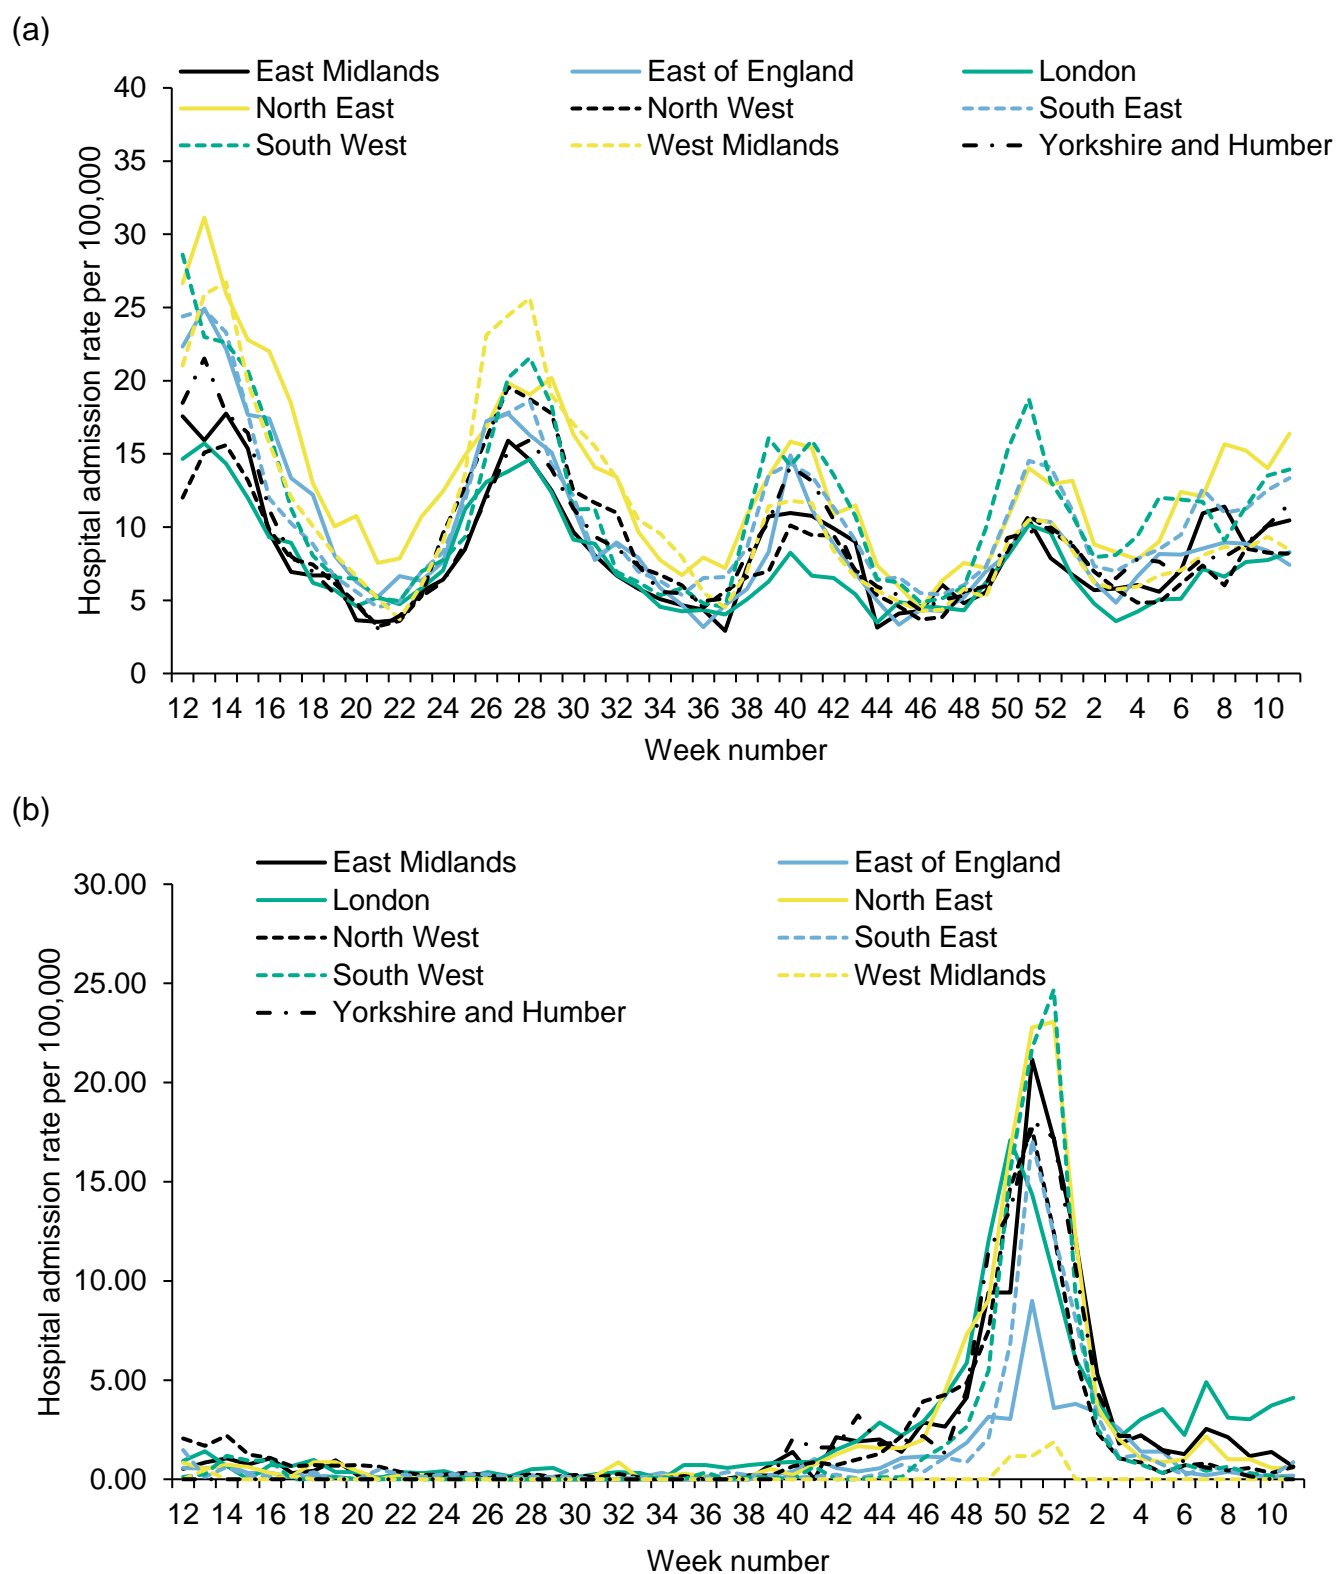 (a)
East Midlands East of England London
North East North West South East
South West West Midlands Yorkshire and Humber
40
35
30
25
20
15
10
5
0
Hospital admission rate per 100,000
12 14 16 18 20 22 24 26 28 30 32 34 36 38 40 42 44 46 48 50 52 2 4 6 8 10
Week number
(b)
East Midlands East of England
London North East
North West South East
South West West Midlands
Yorkshire and Humber
30.00
25.00
20.00
15.00
10.00
5.00
0.00
Hospital admission rate per 100,000
12 14 16 18 20 22 24 26 28 30 32 34 36 38 40 42 44 46 48 50 52 2 4 6 8 10
Week number